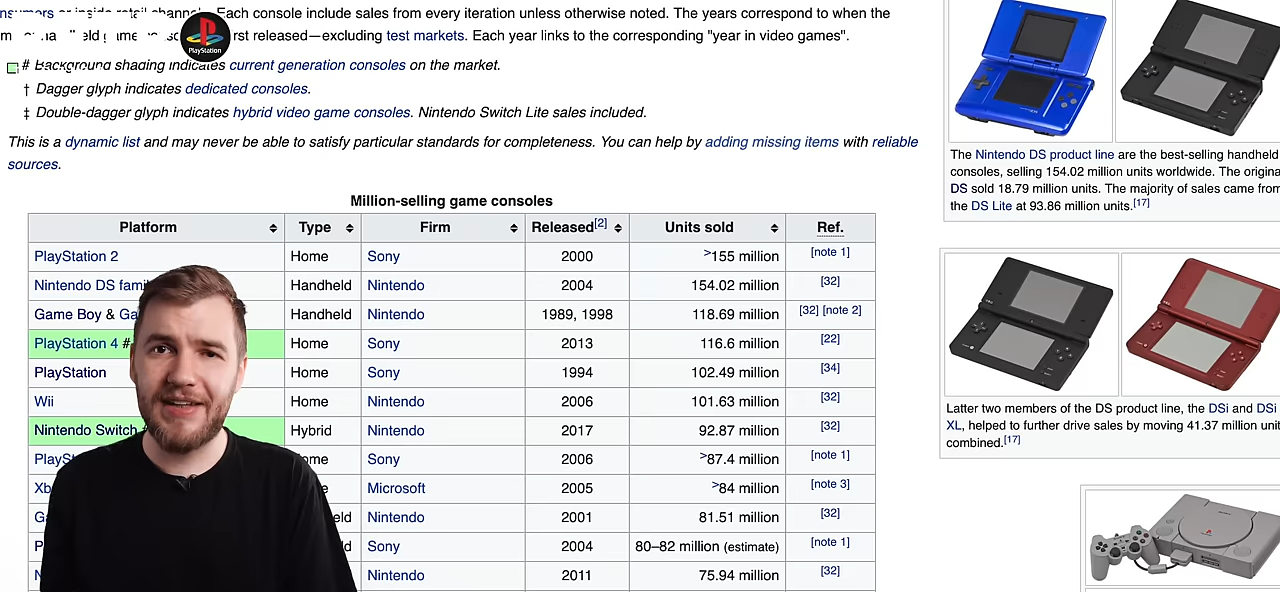 nsumers or inside retail channels. Each console include sales from every iteration unless otherwise noted. The years correspond to when the
rst released—excluding test markets. Each year links to the corresponding "year in video games".
PlayStation
# Background shading indicates current generation consoles on the market.
† Dagger glyph indicates dedicated consoles.
‡ Double-dagger glyph indicates hybrid video game consoles. Nintendo Switch Lite sales included.
This is a dynamic list and may never be able to satisfy particular standards for completeness. You can help by adding missing items with reliable
sources.
Million-selling game consoles
Platform Type Firm Released[2] Units sold Ref.
PlayStation 2 Home Sony 2000 >155 million [note 1]
Nintendo DS fami Handheld Nintendo 2004 154.02 million [32]
Game Boy & Ga Handheld Nintendo 1989, 1998 118.69 million [32] [note 2]
PlayStation 4 # Home Sony 2013 116.6 million [22]
PlayStation Home Sony 1994 102.49 million [34]
Wii Home Nintendo 2006 101.63 million [32]
Nintendo Switch Hybrid Nintendo 2017 92.87 million [32]
PlayS ome Sony 2006 >87.4 million [note 1]
Xb e Microsoft 2005 >84 million [note 3]
Ga eld Nintendo 2001 81.51 million [32]
P d Sony 2004 80–82 million (estimate) [note 1]
N Nintendo 2011 75.94 million [32]
The Nintendo DS product line are the best-selling handheld
consoles, selling 154.02 million units worldwide. The origina
DS sold 18.79 million units. The majority of sales came from
the DS Lite at 93.86 million units.[17]
Latter two members of the DS product line, the DSi and DSi
XL, helped to further drive sales by moving 41.37 million unit
combined.[17]